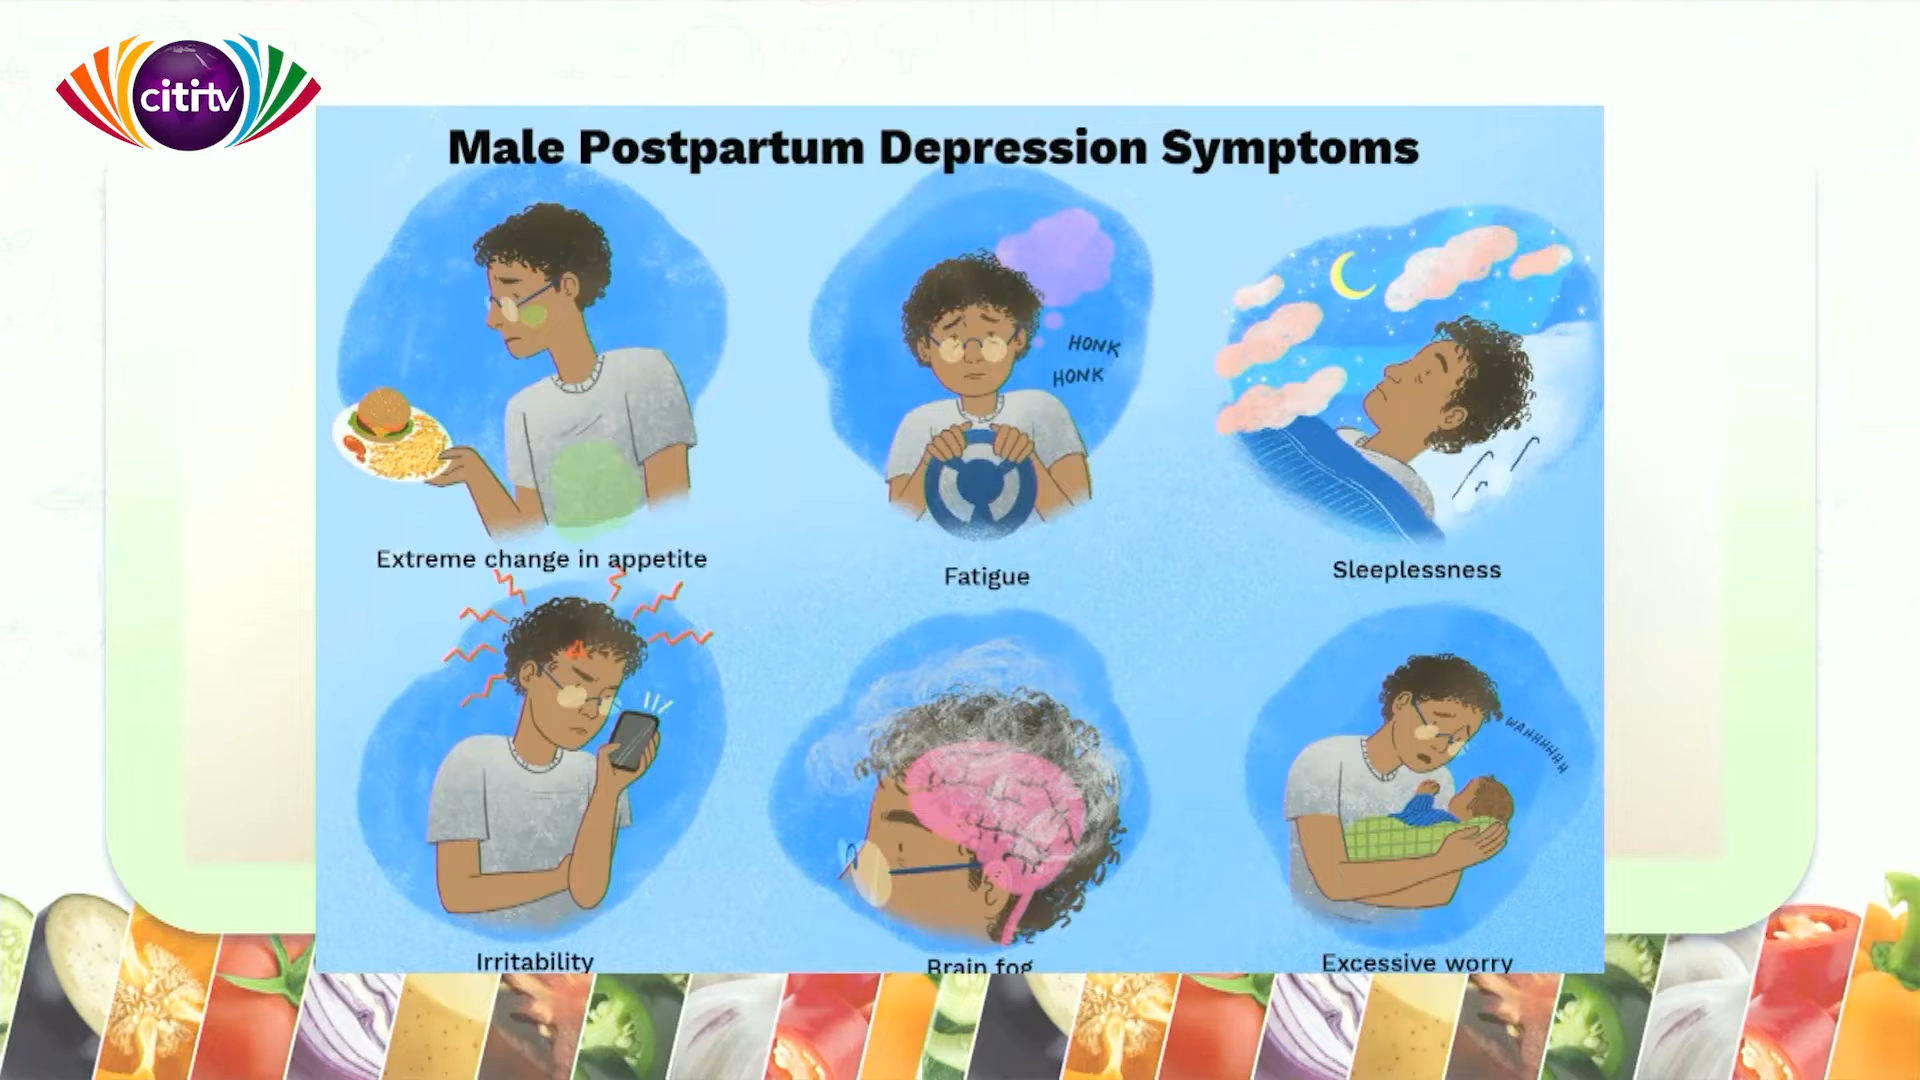 citi tv
Male Postpartum Depression Symptoms
HONK
HONK
Extreme change in appetite
Fatigue
Sleeplessness
WAHHHHHH
Irritability
Brain fog
Excessive worry